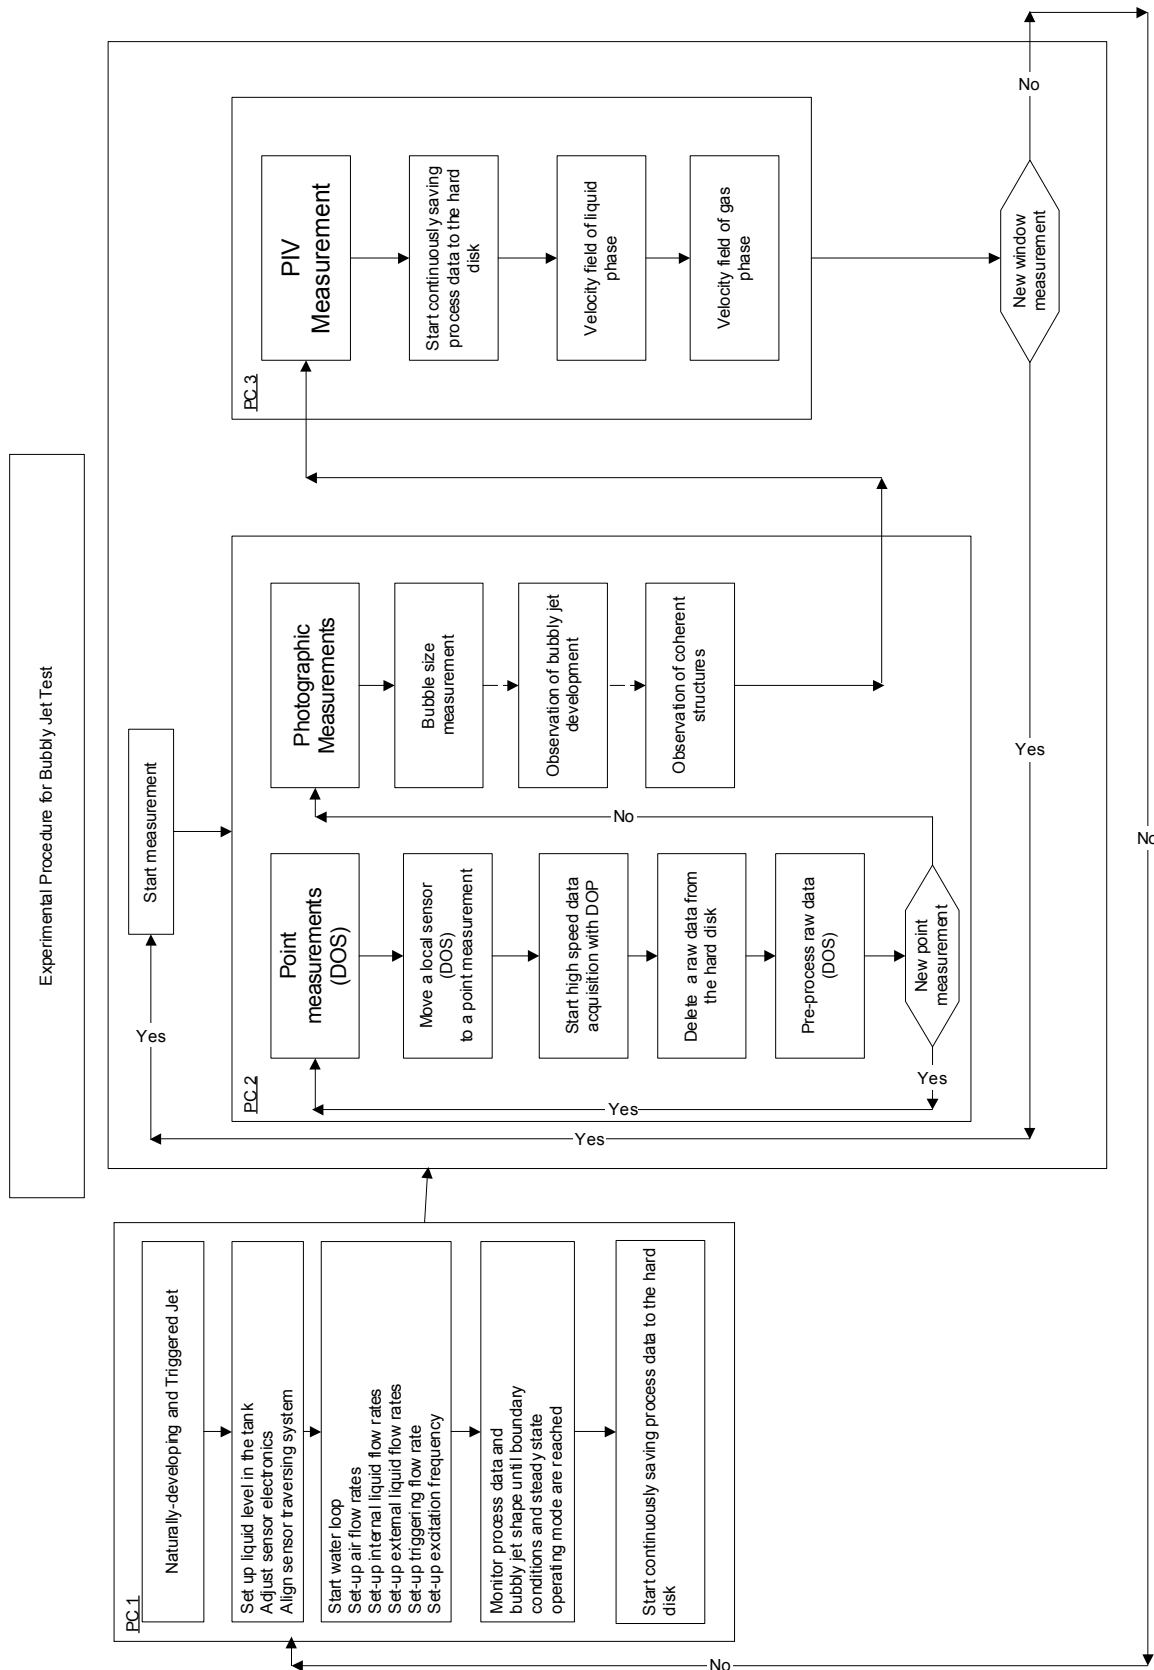 Experimental Procedure for Bubbly Jet Test
PC 1
Naturally-developing and Triggered Jet
Set up liquid level in the tank
Adjust sensor electronics
Align sensor traversing system
Start water loop
Set-up air flow rates
Set-up internal liquid flow rates
Set-up external liquid flow rates
Set-up triggering flow rate
Set-up excitation frequency
Monitor process data and
bubbly jet shape until boundary
conditions and steady state
operating mode are reached
Start continuously saving process data to the hard
disk
Start measurement
Yes
PC 2
Point
measurements
(DOS)
Move a local sensor
(DOS)
to a point measurement
Start high speed data
acquisition with DOP
Delete a raw data from
the hard disk
Pre-process raw data
(DOS)
New point
measurement
Yes
Yes
No
Photographic
Measurements
Bubble size
measurement
Observation of bubbly jet
development
Observation of coherent
structures
PC 3
PIV
Measurement
Start continuously saving
process data to the hard
disk
Velocity field of liquid
phase
Velocity field of gas
phase
New window
measurement
Yes
Yes
No
No
No